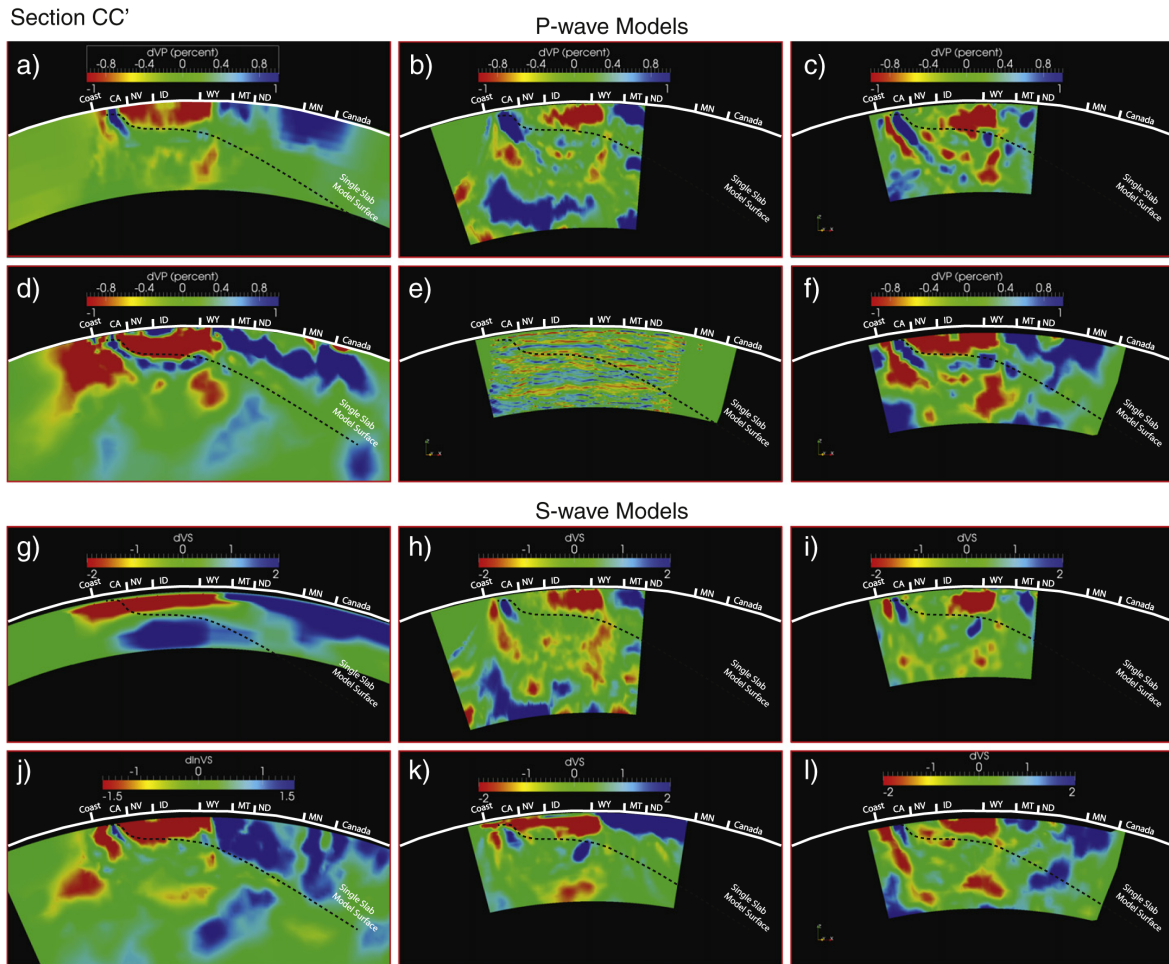 Section CC'
P-wave Models
a)
dVP (percent)
-0.8 -0.4 0 0.4 0.8
-1 1
Coast CA NV ID WY MT ND MN Canada
Single Slab
Model Surface
b)
dVP (percent)
-0.8 -0.4 0 0.4 0.8
-1 1
Coast CA NV ID WY MT ND MN Canada
Single Slab
Model Surface
c)
dVP (percent)
-0.8 -0.4 0 0.4 0.8
-1 1
Coast CA NV ID WY MT ND MN Canada
Single Slab
Model Surface
d)
dVP (percent)
-0.8 -0.4 0 0.4 0.8
-1 1
Coast CA NV ID WY MT ND MN Canada
Single Slab
Model Surface
e)
dVP (percent)
-0.8 -0.4 0 0.4 0.8
-1 1
Coast CA NV ID WY MT ND MN Canada
Single Slab
Model Surface
f)
dVP (percent)
-0.8 -0.4 0 0.4 0.8
-1 1
Coast CA NV ID WY MT ND MN Canada
Single Slab
Model Surface
S-wave Models
g)
dVS
-1 0 1
-2 2
Coast CA NV ID WY MT ND MN Canada
Single Slab
Model Surface
h)
dVS
-1 0 1
-2 2
Coast CA NV ID WY MT ND MN Canada
Single Slab
Model Surface
i)
dVS
-1 0 1
-2 2
Coast CA NV ID WY MT ND MN Canada
Single Slab
Model Surface
j)
dlnVS
-1 0 1
-1.5 1.5
Coast CA NV ID WY MT ND MN Canada
Single Slab
Model Surface
k)
dVS
-1 0 1
-2 2
Coast CA NV ID WY MT ND MN Canada
Single Slab
Model Surface
l)
dVS
-1 0 1
-2 2
Coast CA NV ID WY MT ND MN Canada
Single Slab
Model Surface